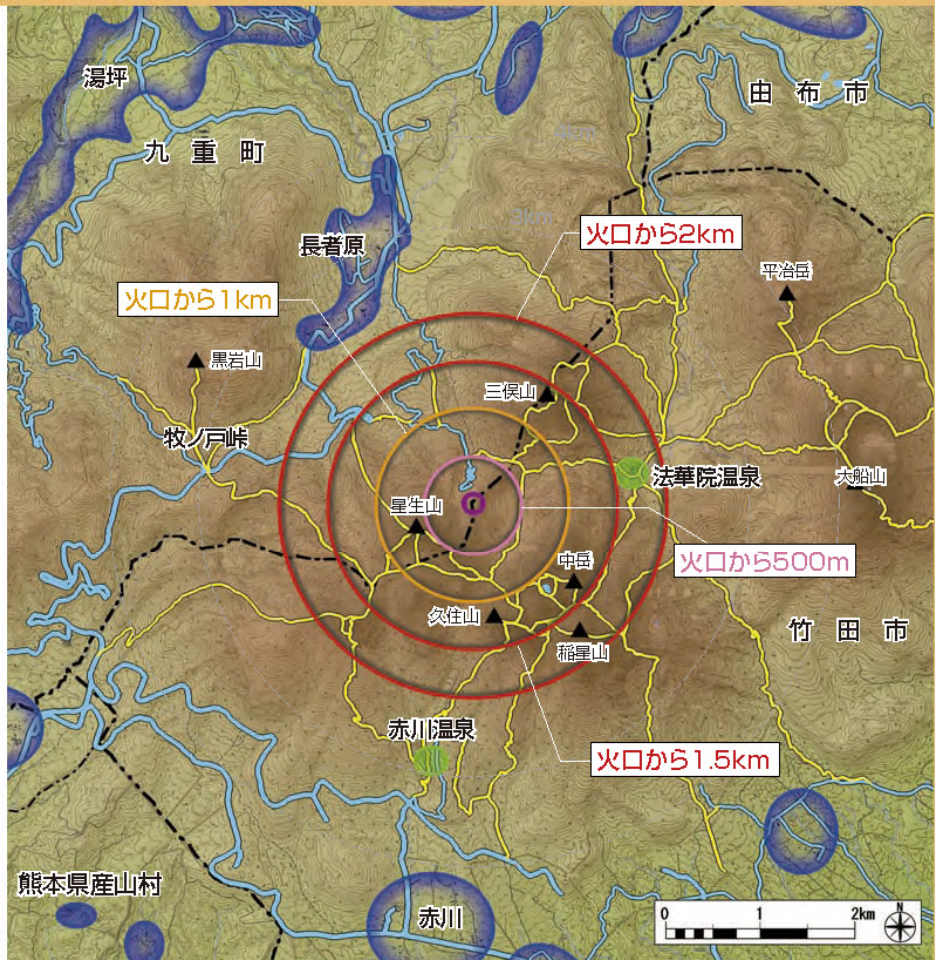 湯坪
由布市
九重町
4km
3km
火口から2km
長者原
平治岳
火口から1km
黒岩山
三俣山
牧ノ戸峠
法華院温泉
大船山
星生山
中岳
火口から500m
久住山
稲星山
竹田市
赤川温泉
火口から1.5km
熊本県産山村
赤川
0 1 2km
N